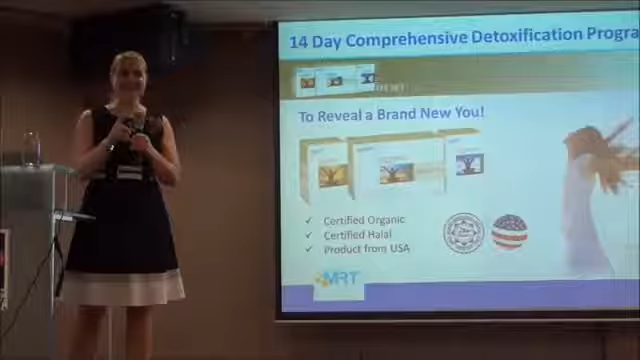 14 Day Comprehensive Detoxification Progra
To Reveal a Brand New You!
✓ Certified Organic
✓ Certified Halal
✓ Product from USA
MRT